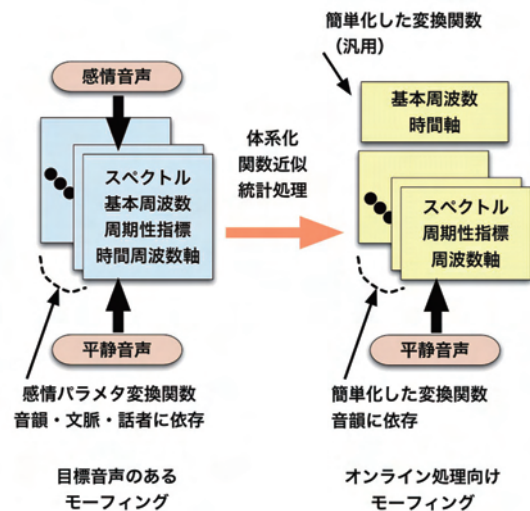 簡単化した変換関数
（汎用）
感情音声
基本周波数
時間軸
体系化
関数近似
統計処理
スペクトル
基本周波数
周期性指標
時間周波数軸
スペクトル
周期性指標
周波数軸
平静音声
平静音声
感情パラメタ変換関数
音韻・文脈・話者に依存
簡単化した変換関数
音韻に依存
目標音声のある
モーフィング
オンライン処理向け
モーフィング